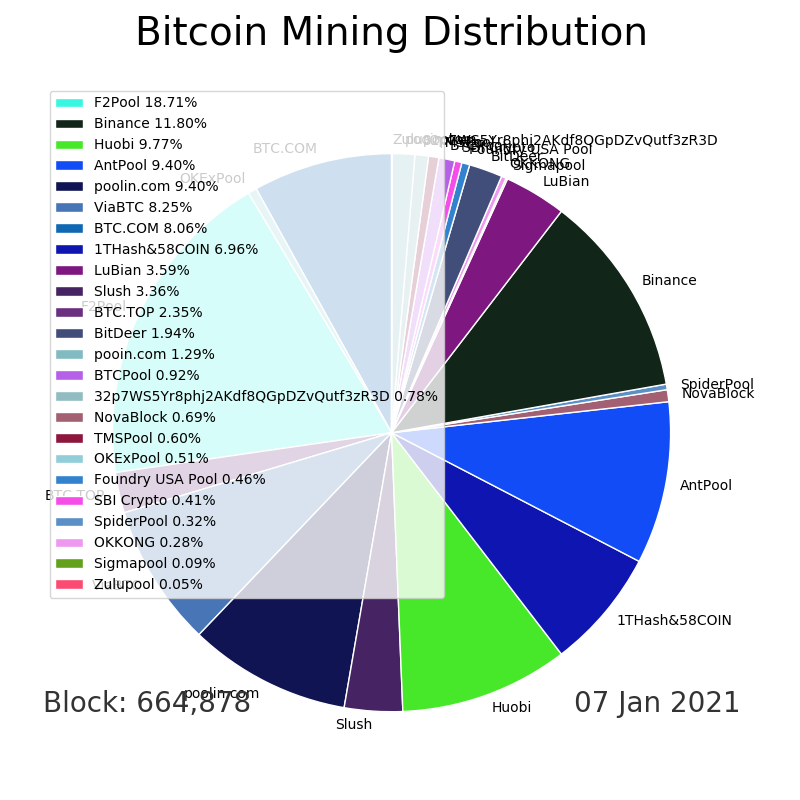 Bitcoin Mining Distribution
F2Pool 18.71%
Binance 11.80%
Huobi 9.77%
AntPool 9.40%
poolin.com 9.40%
ViaBTC 8.25%
BTC.COM 8.06%
1THash&58COIN 6.96%
LuBian 3.59%
Slush 3.36%
BTC.TOP 2.35%
BitDeer 1.94%
pooin.com 1.29%
BTCPool 0.92%
32p7WS5Yr8phj2AKdf8QGpDZvQutf3zR3D 0.78%
NovaBlock 0.69%
TMSPool 0.60%
OKExPool 0.51%
Foundry USA Pool 0.46%
SBI Crypto 0.41%
SpiderPool 0.32%
OKKONG 0.28%
Sigmapool 0.09%
Zulupool 0.05%
BTC.COM
OKExPool
F2Pool
BTC.TOP
poolin.com
Slush
Huobi
1THash&58COIN
AntPool
NovaBlock
SpiderPool
Binance
LuBian
Sigmapool
OKKONG
BitDeer
Foundry USA Pool
Block: 664,878
07 Jan 2021